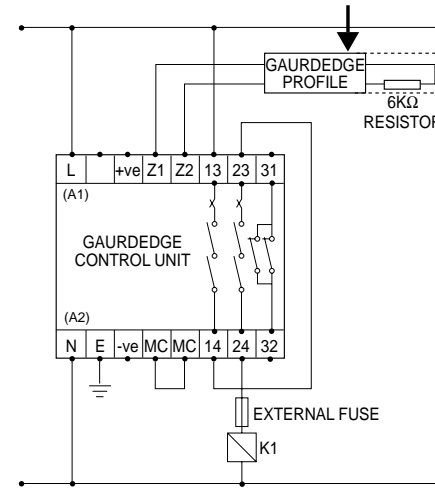 GAURDEDGE
PROFILE
6KΩ
RESISTOR
L +ve Z1 Z2 13 23 31
(A1)
GAURDEDGE
CONTROL UNIT
(A2)
N E -ve MC MC 14 24 32
EXTERNAL FUSE
K1